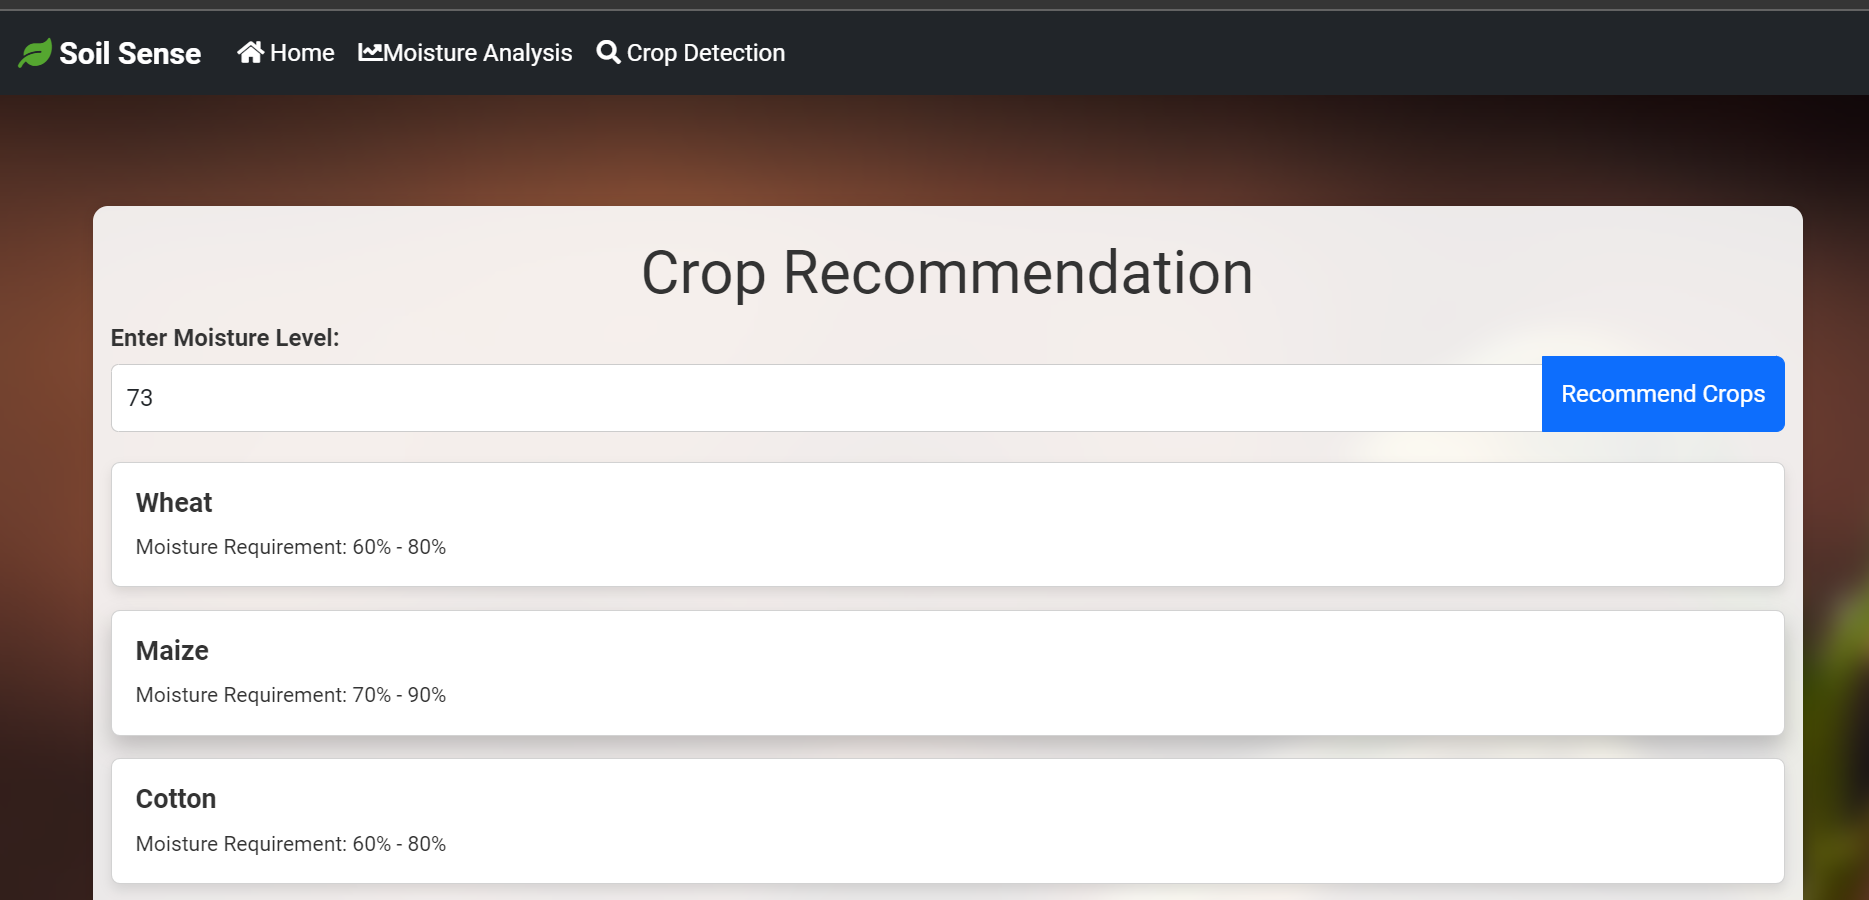 Soil Sense Home Moisture Analysis Crop Detection
Crop Recommendation
Enter Moisture Level:
73 Recommend Crops
Wheat
Moisture Requirement: 60% - 80%
Maize
Moisture Requirement: 70% - 90%
Cotton
Moisture Requirement: 60% - 80%